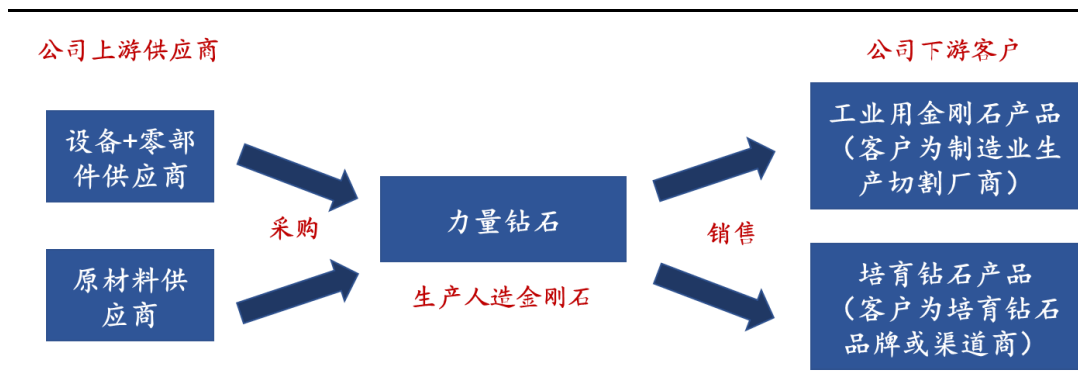 公司上游供应商
公司下游客户
设备+零部
件供应商
原材料供
应商
采购
力量钻石
生产人造金刚石
销售
工业用金刚石产品
（客户为制造业生
产切割厂商）
培育钻石产品
（客户为培育钻石
品牌或渠道商）